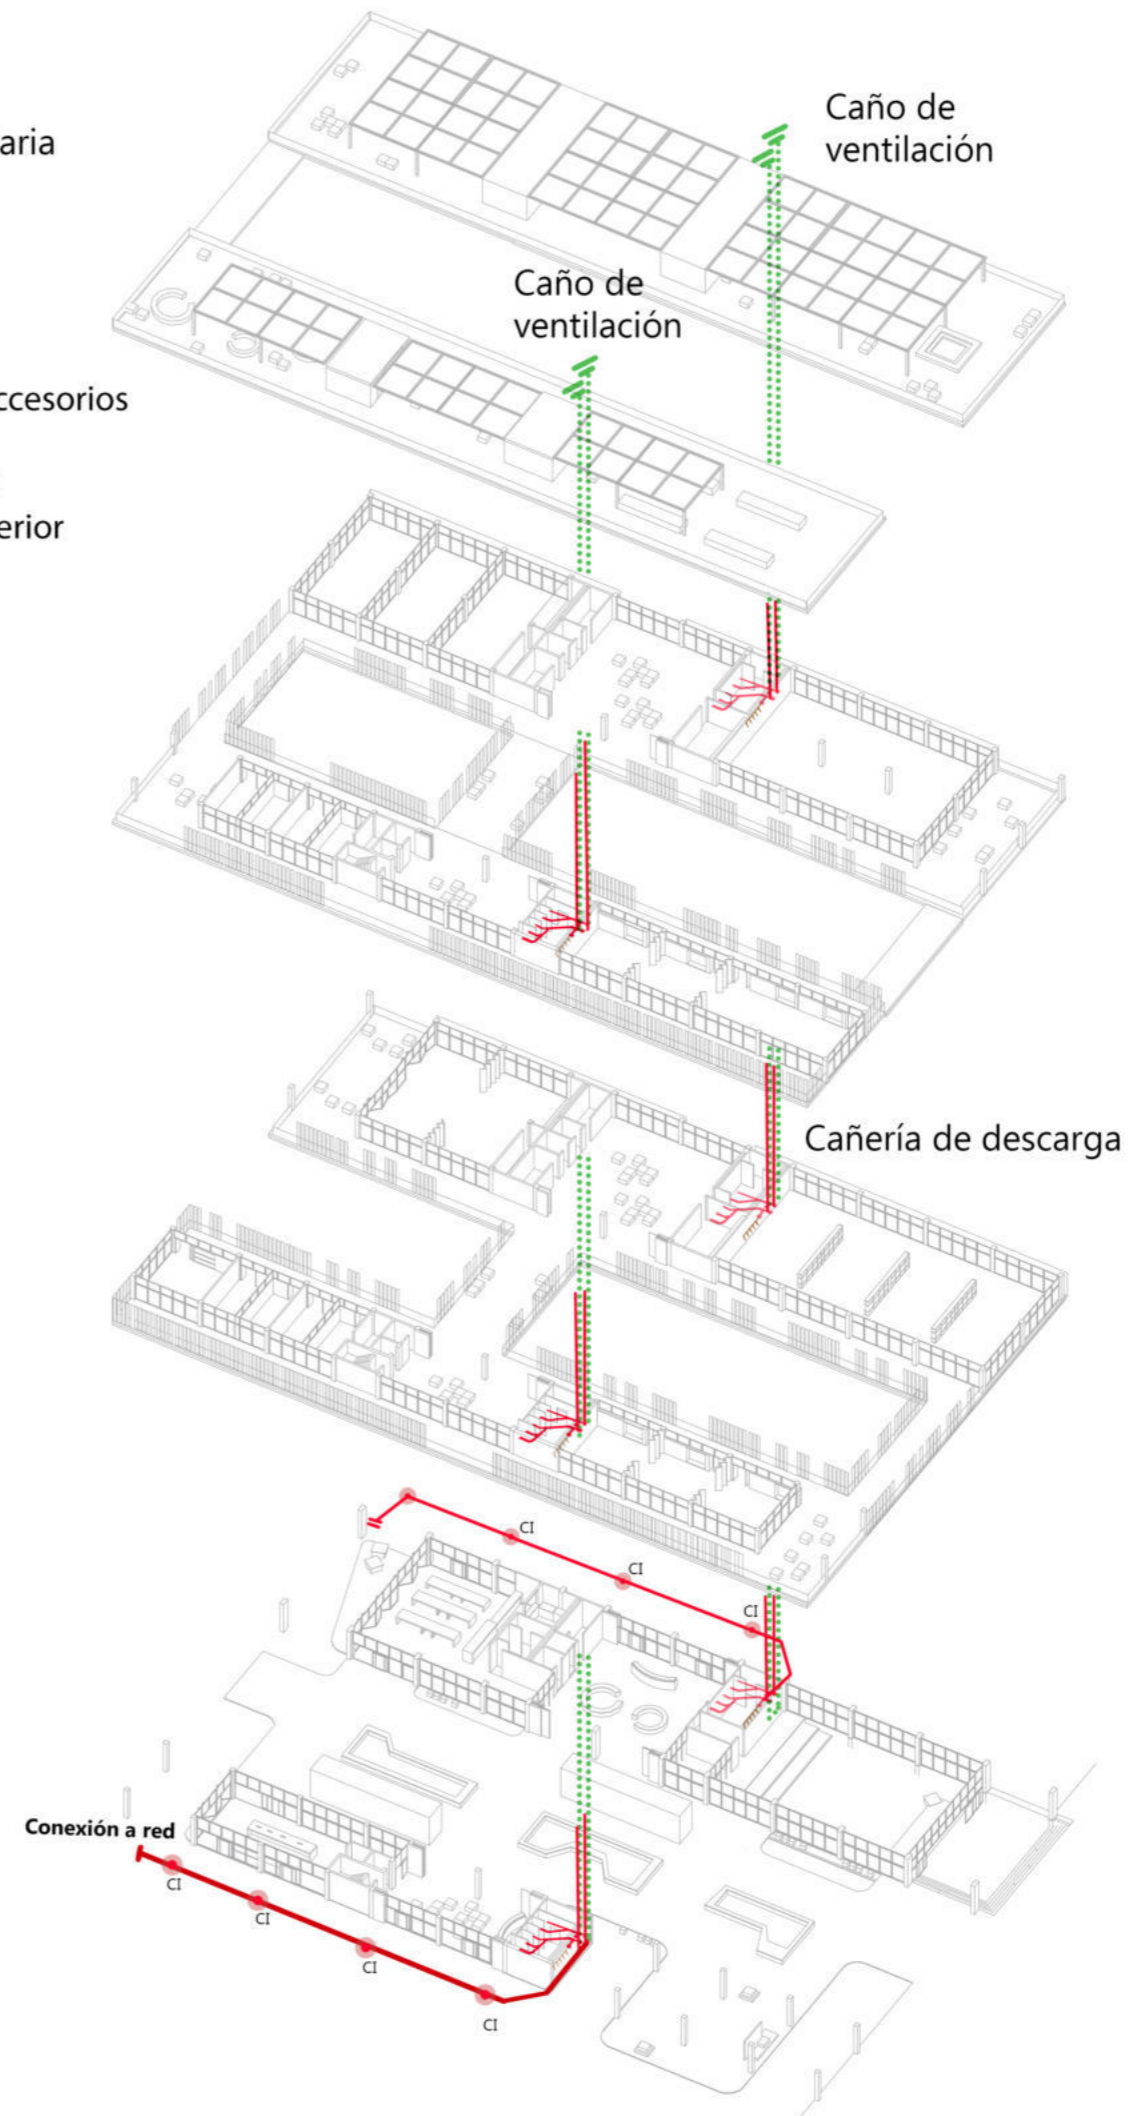 Caño de
ventilación
aria
Caño de
ventilación
ccesorios
erior
Cañería de descarga
CI
CI
CI
Conexión a red
CI
CI
CI
CI